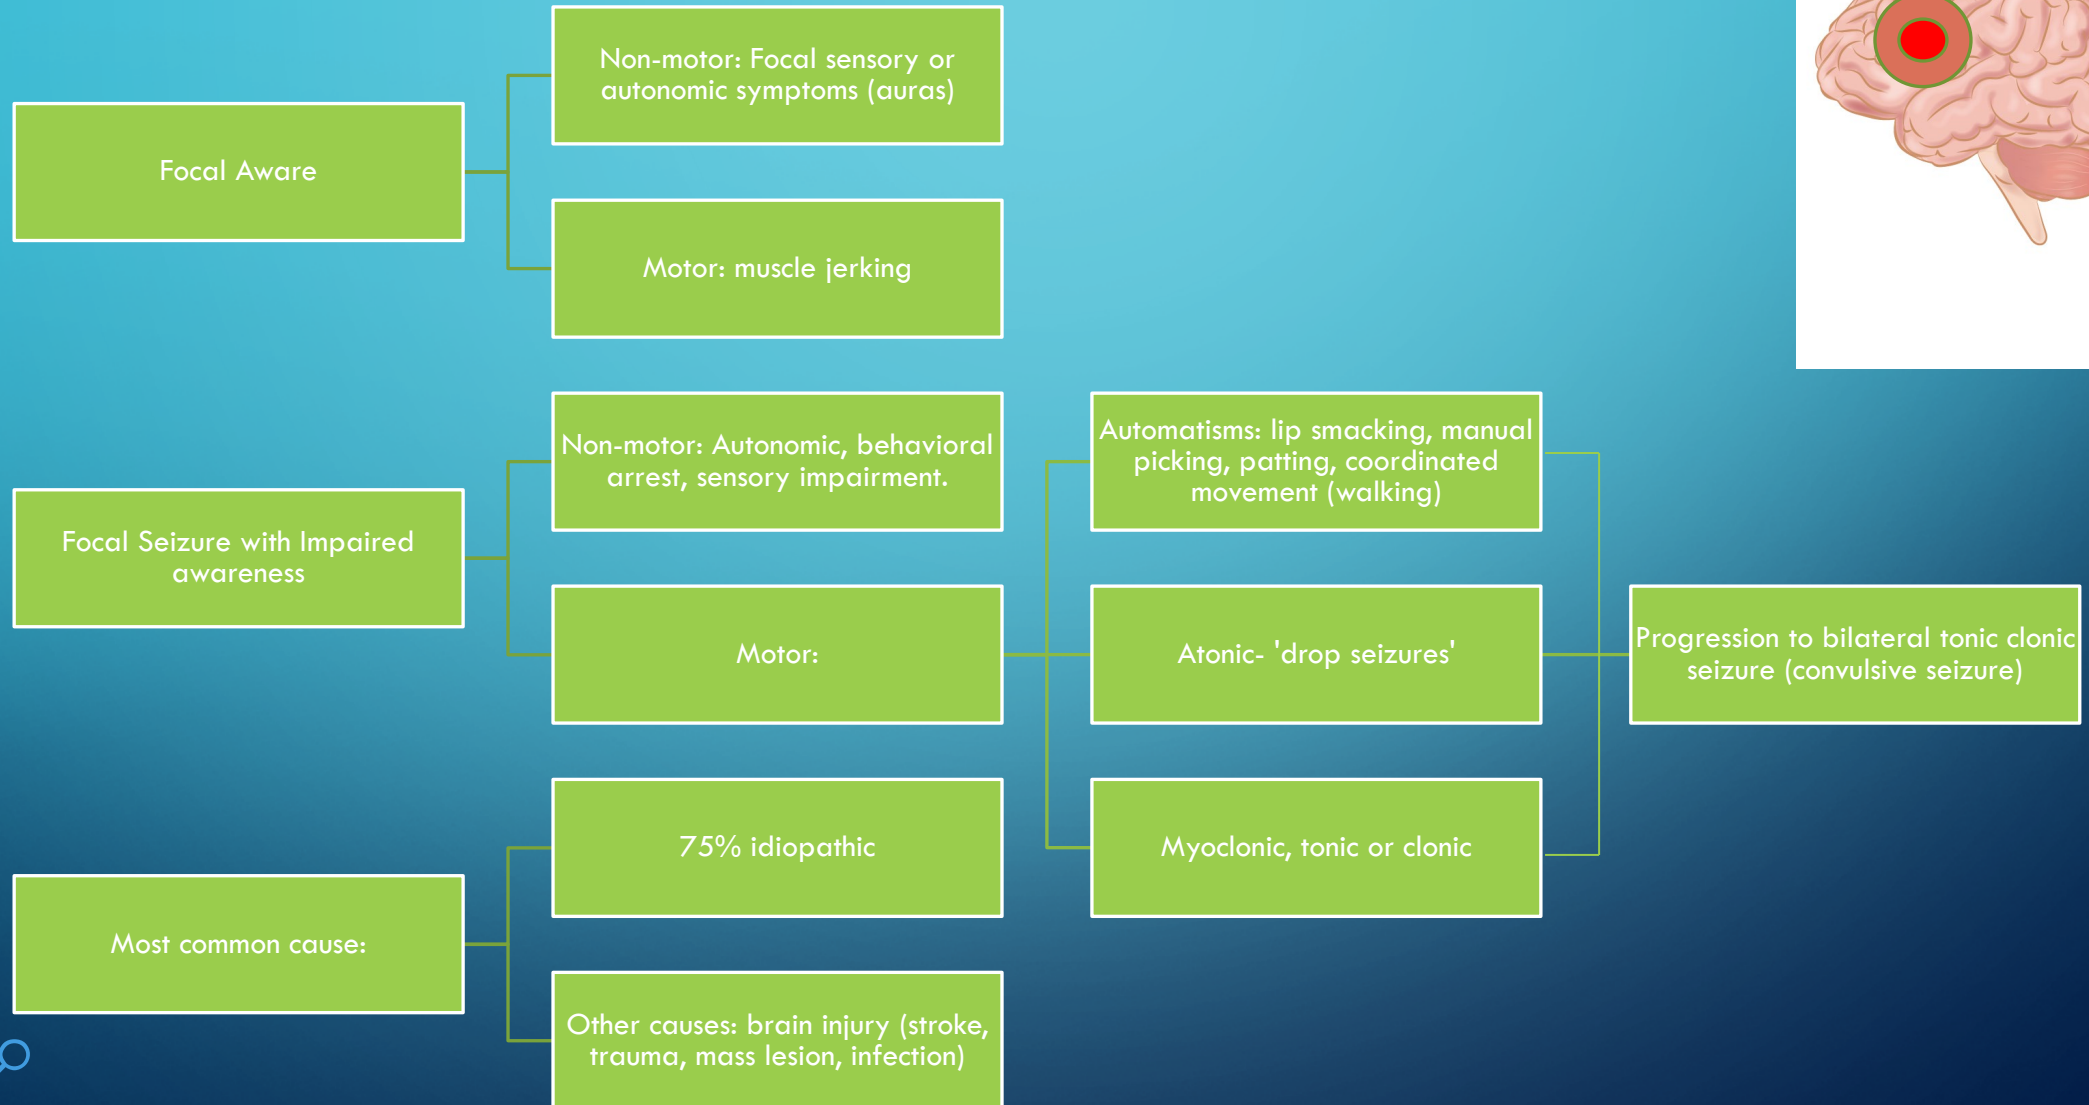 Non-motor: Focal sensory or
autonomic symptoms (auras)
Focal Aware
Motor: muscle jerking
Non-motor: Autonomic, behavioral
arrest, sensory impairment.
Automatisms: lip smacking, manual
picking, patting, coordinated
movement (walking)
Focal Seizure with Impaired
awareness
Motor:
Atonic- 'drop seizures'
Progression to bilateral tonic clonic
seizure (convulsive seizure)
75% idiopathic
Myoclonic, tonic or clonic
Most common cause:
Other causes: brain injury (stroke,
trauma, mass lesion, infection)